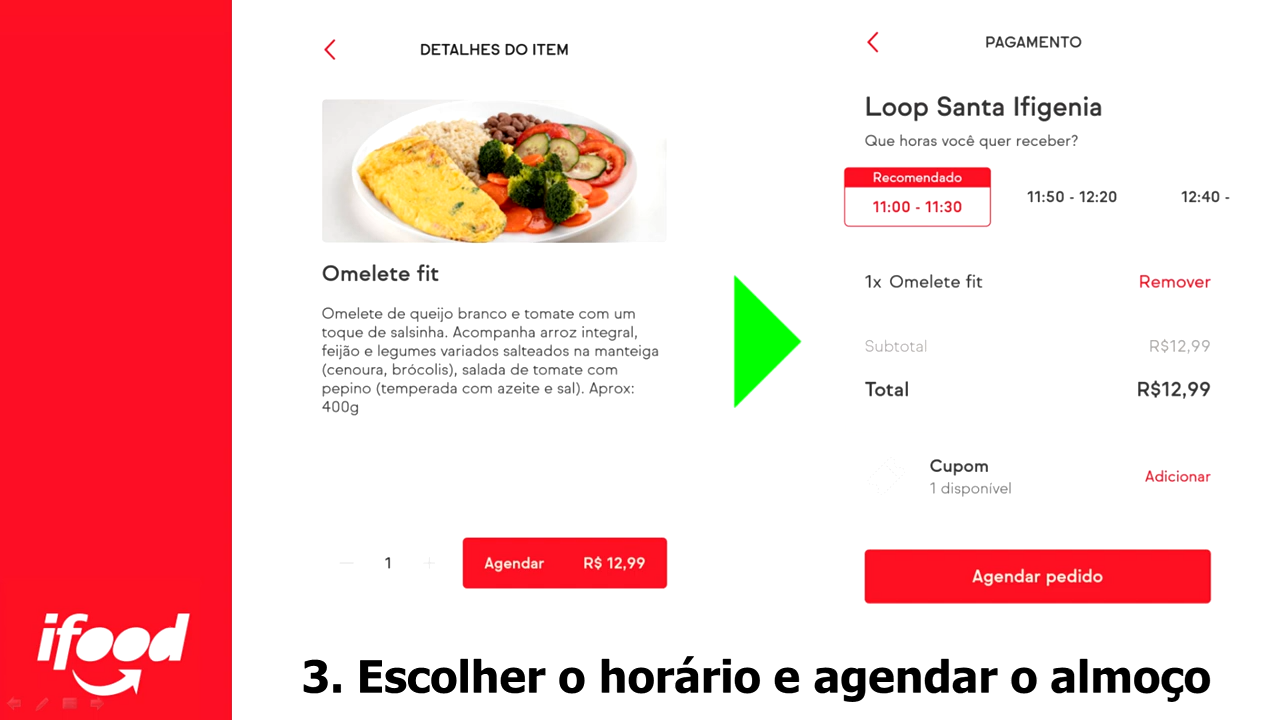 DETALHES DO ITEM
Omelete fit
Omelete de queijo branco e tomate com um
toque de salsinha. Acompanha arroz integral,
feijão e legumes variados salteados na manteiga
(cenoura, brócolis), salada de tomate com
pepino (temperada com azeite e sal). Aprox:
400g
1
Agendar R$ 12,99
PAGAMENTO
Loop Santa Ifigenia
Que horas você quer receber?
Recomendado
11:00 - 11:30
11:50 - 12:20
12:40 -
1x Omelete fit Remover
Subtotal R$12,99
Total R$12,99
Cupom
1 disponível
Adicionar
Agendar pedido
ifood
3. Escolher o horário e agendar o almoço